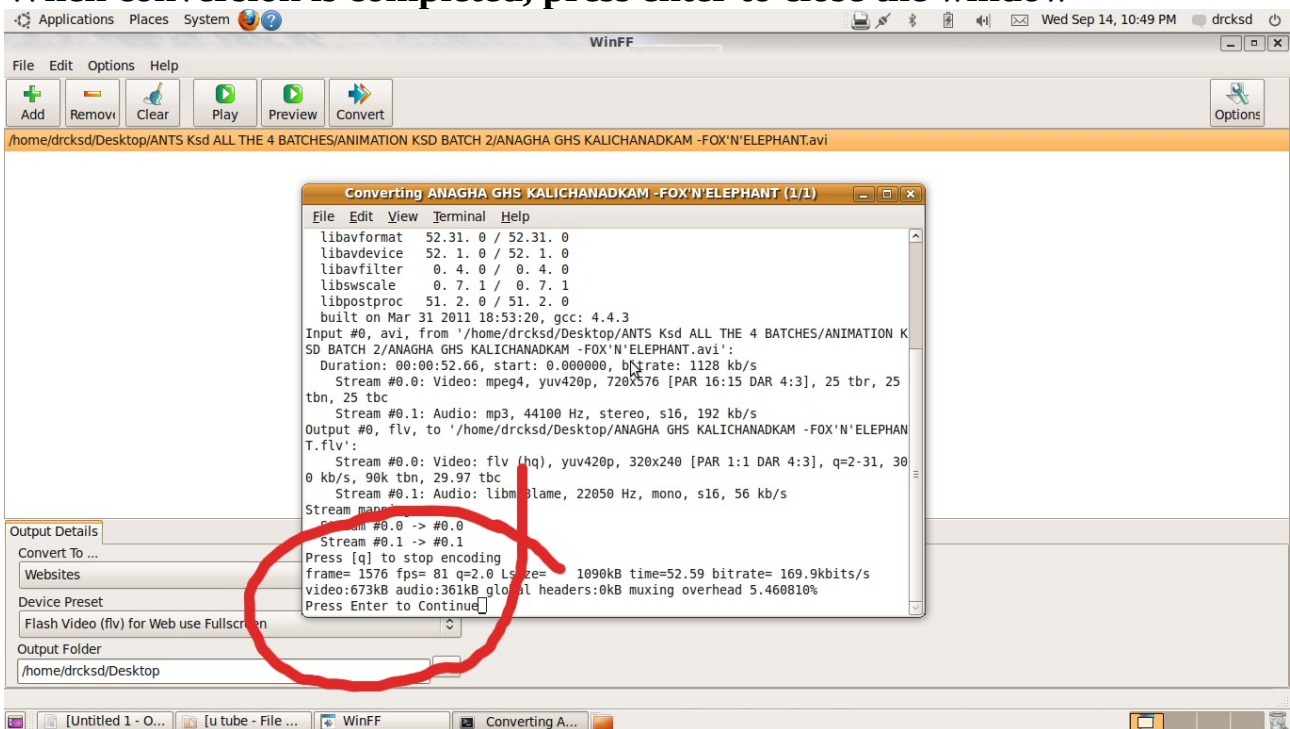 When conversion is completed, press enter to close the window
Applications Places System Wed Sep 14, 10:49 PM drcksd
WinFF
File Edit Options Help
Add Remov Clear Play Preview Convert Options
/home/drcksd/Desktop/ANTS Ksd ALL THE 4 BATCHES/ANIMATION KSD BATCH 2/ANAGHA GHS KALICHANADKAM -FOX'N'ELEPHANT.avi
Converting ANAGHA GHS KALICHANADKAM -FOX'N'ELEPHANT (1/1)
File Edit View Terminal Help
libavformat 52.31. 0 / 52.31. 0
libavdevice 52. 1. 0 / 52. 1. 0
libavfilter 0. 4. 0 / 0. 4. 0
libswscale 0. 7. 1 / 0. 7. 1
libpostproc 51. 2. 0 / 51. 2. 0
built on Mar 31 2011 18:53:20, gcc: 4.4.3
Input #0, avi, from '/home/drcksd/Desktop/ANTS Ksd ALL THE 4 BATCHES/ANIMATION K
SD BATCH 2/ANAGHA GHS KALICHANADKAM -FOX'N'ELEPHANT.avi':
Duration: 00:00:52.66, start: 0.000000, bitrate: 1128 kb/s
Stream #0.0: Video: mpeg4, yuv420p, 720x576 [PAR 16:15 DAR 4:3], 25 tbr, 25
tbn, 25 tbc
Stream #0.1: Audio: mp3, 44100 Hz, stereo, s16, 192 kb/s
Output #0, flv, to '/home/drcksd/Desktop/ANAGHA GHS KALICHANADKAM -FOX'N'ELEPHAN
T.flv':
Stream #0.0: Video: flv (hq), yuv420p, 320x240 [PAR 1:1 DAR 4:3], q=2-31, 30
0 kb/s, 90k tbn, 29.97 tbc
Stream #0.1: Audio: libmp3lame, 22050 Hz, mono, s16, 56 kb/s
Stream mapping:
Stream #0.0 -> #0.0
Stream #0.1 -> #0.1
Press [q] to stop encoding
frame= 1576 fps= 81 q=2.0 Lsize= 1090kB time=52.59 bitrate= 169.9kbits/s
video:673kB audio:361kB global headers:0kB muxing overhead 5.460810%
Press Enter to Continue
Output Details
Convert To ...
Websites
Device Preset
Flash Video (flv) for Web use Fullscreen
Output Folder
/home/drcksd/Desktop
[Untitled 1 - O... [u tube - File ... WinFF Converting A...